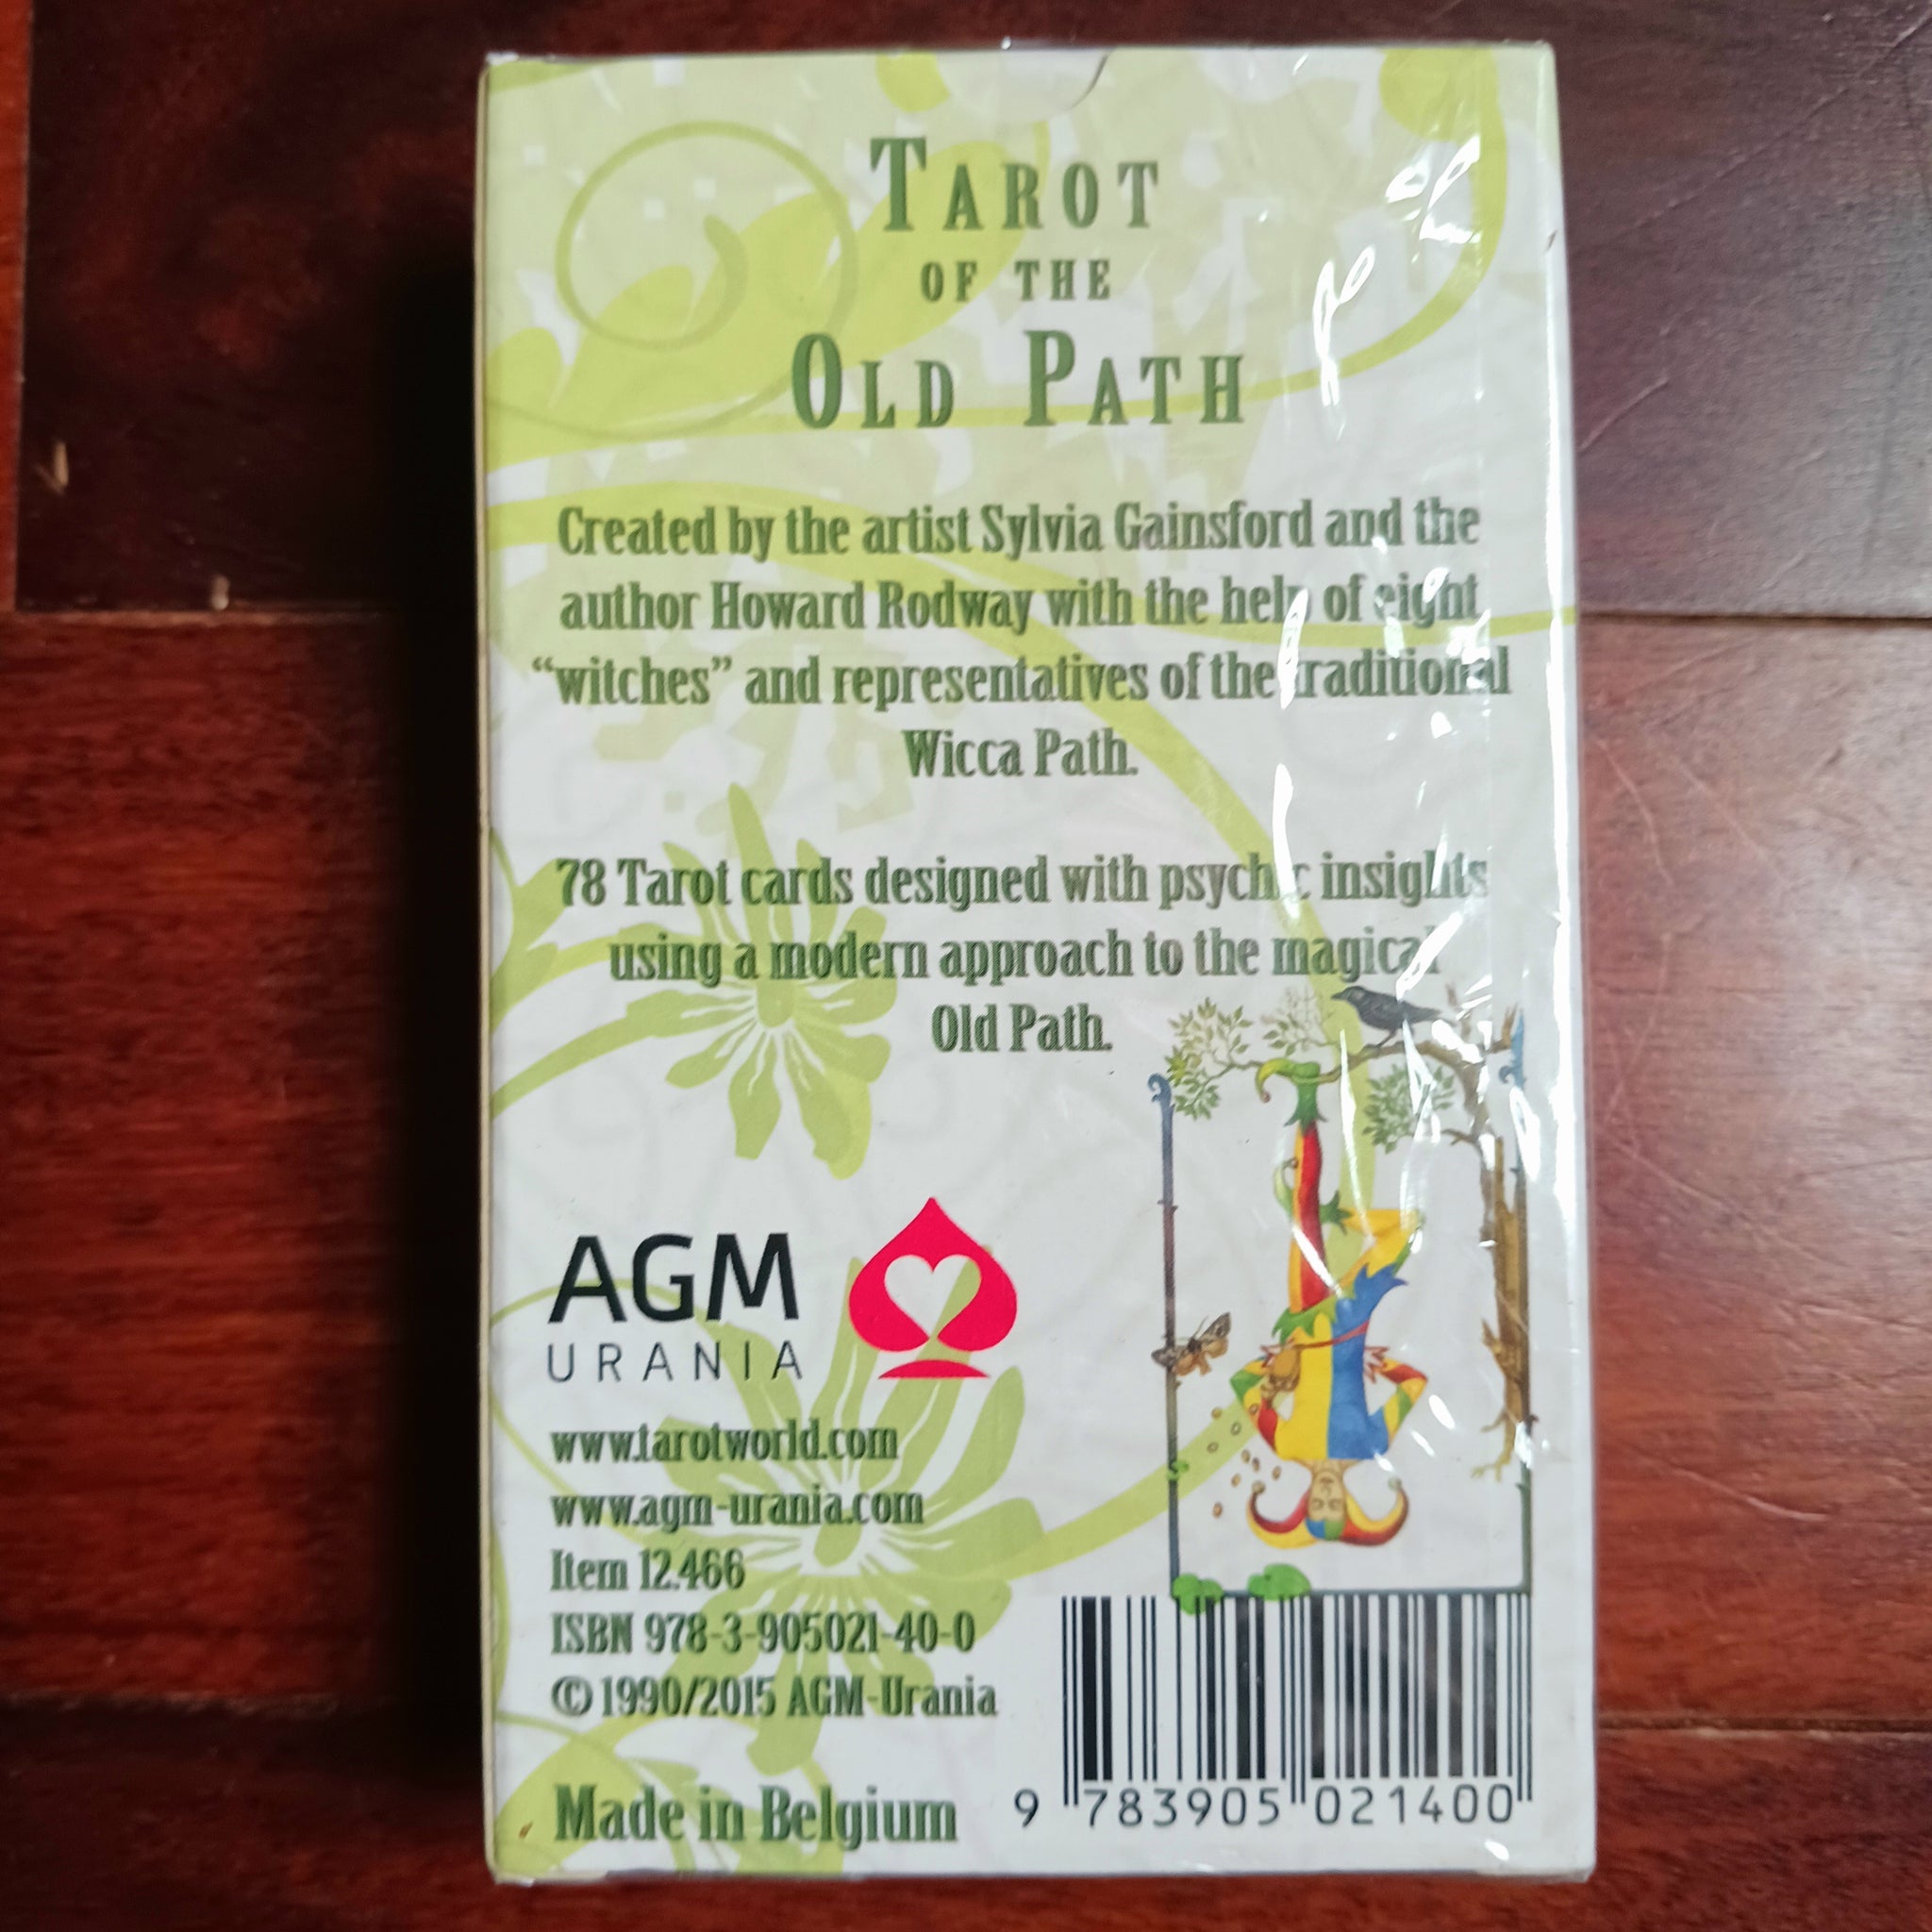 TAROT
OF THE
OLD PATH
Created by the artist Sylvia Gainsford and the
author Howard Rodway with the help of eight
“witches” and representatives of the traditional
Wicca Path.
78 Tarot cards designed with psychic insights
using a modern approach to the magical
Old Path.
AGM
URANIA
www.tarotworld.com
www.agm-urania.com
Item 12.466
ISBN 978-3-905021-40-0
© 1990/2015 AGM-Urania
Made in Belgium
9 783905 021400